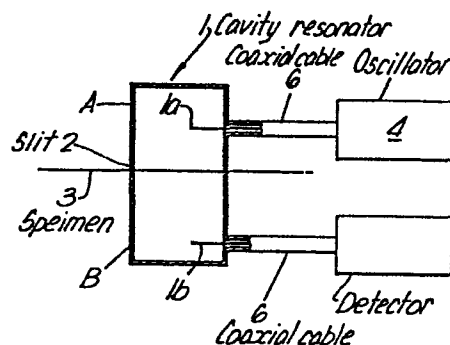 1, Cavity resonator
Coaxial cable
6
Oscillator
A
1a
4
Slit 2
3
Speimen
B
1b
6
Coaxial cable
Detector